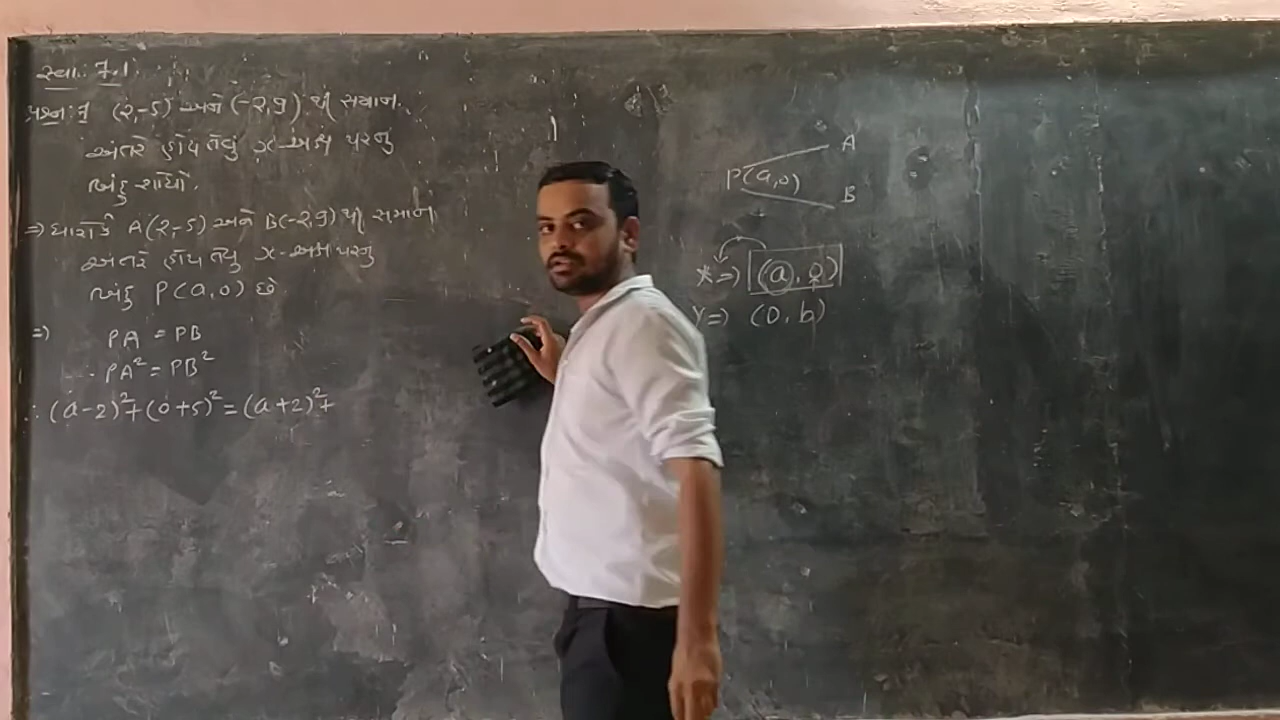 સ્વા. 7.1
પ્રશ્ન: 7 (2,-5) અને (-2,9) થી સમાન
અંતરે હોય તેવું x-અક્ષ પરનું
બિંદુ શોધો.
⇒ ધારોકે A(2,-5) અને B(-2,9) થી સમાન
અંતરે હોય તેવું x-અક્ષ પરનું
બિંદુ P(a,0) છે
⇒) PA = PB
∴ PA² = PB²
∴ (a-2)²+(0+5)² = (a+2)²+
A
P(a,0)
B
X ⇒) (a, 0)
Y ⇒) (0, b)